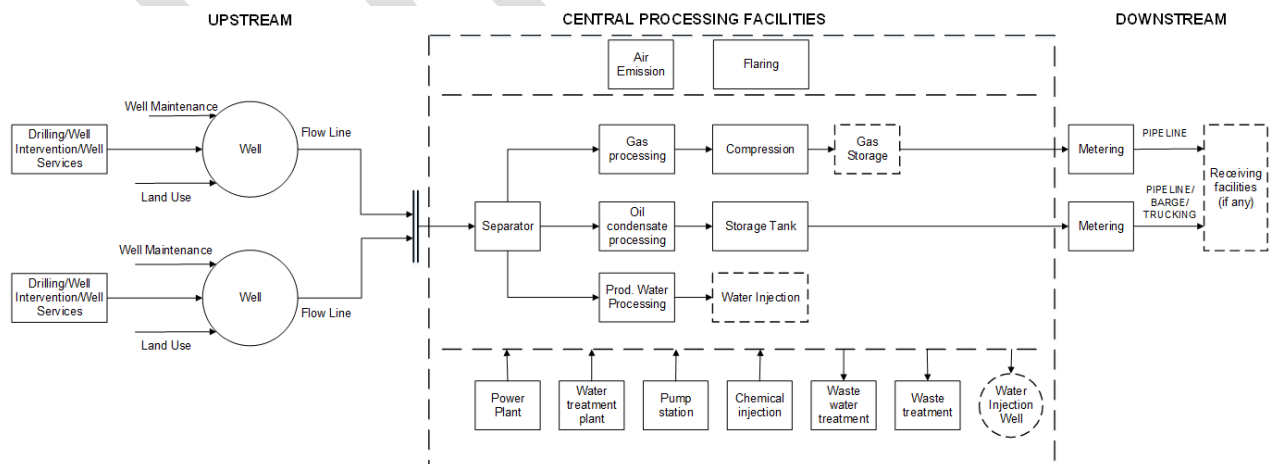 UPSTREAM
CENTRAL PROCESSING FACILITIES
DOWNSTREAM
Air
Emission
Flaring
Well Maintenance
Drilling/Well
Intervention/Well
Services
Well
Flow Line
Land Use
Gas
processing
Compression
Gas
Storage
Metering
PIPELINE
Receiving
facilities
(if any)
Separator
Oil
condensate
processing
Storage Tank
Metering
PIPELINE/
BARGE/
TRUCKING
Well Maintenance
Drilling/Well
Intervention/Well
Services
Well
Flow Line
Land Use
Prod. Water
Processing
Water Injection
Power
Plant
Water
treatment
plant
Pump
station
Chemical
injection
Waste
water
treatment
Waste
treatment
Water
Injection
Well